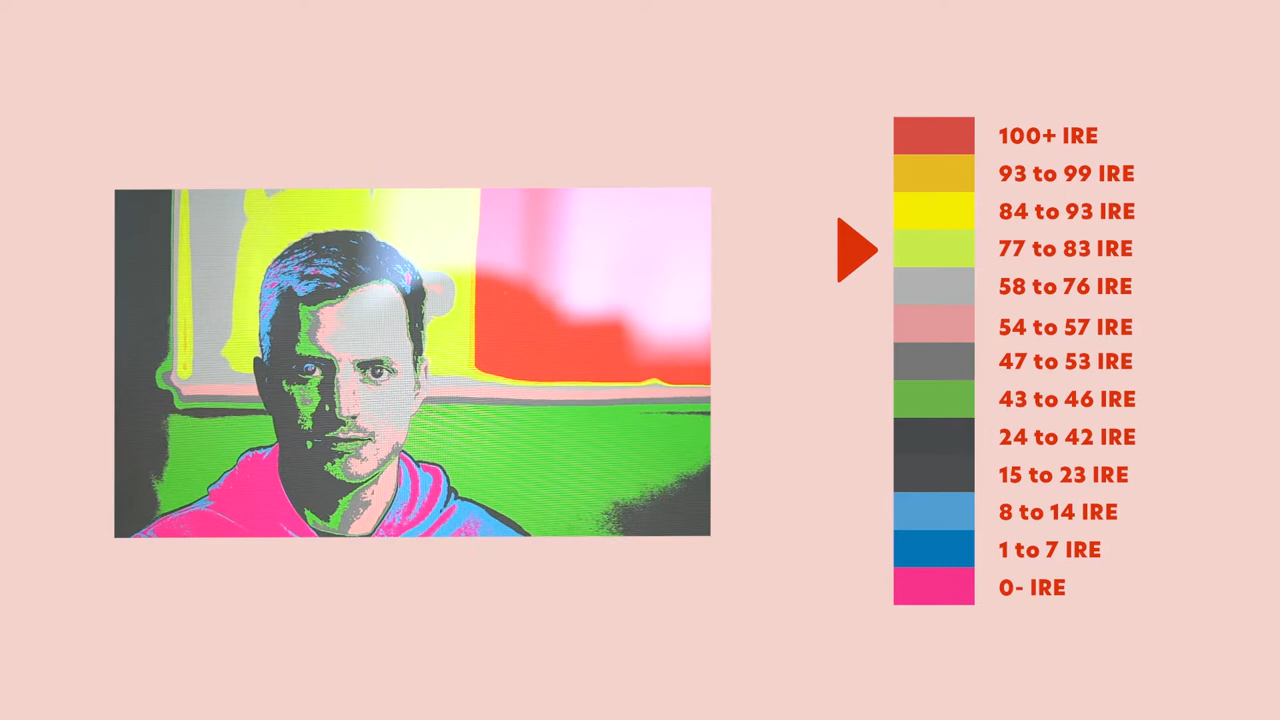 100+ IRE
93 to 99 IRE
84 to 93 IRE
77 to 83 IRE
58 to 76 IRE
54 to 57 IRE
47 to 53 IRE
43 to 46 IRE
24 to 42 IRE
15 to 23 IRE
8 to 14 IRE
1 to 7 IRE
0- IRE